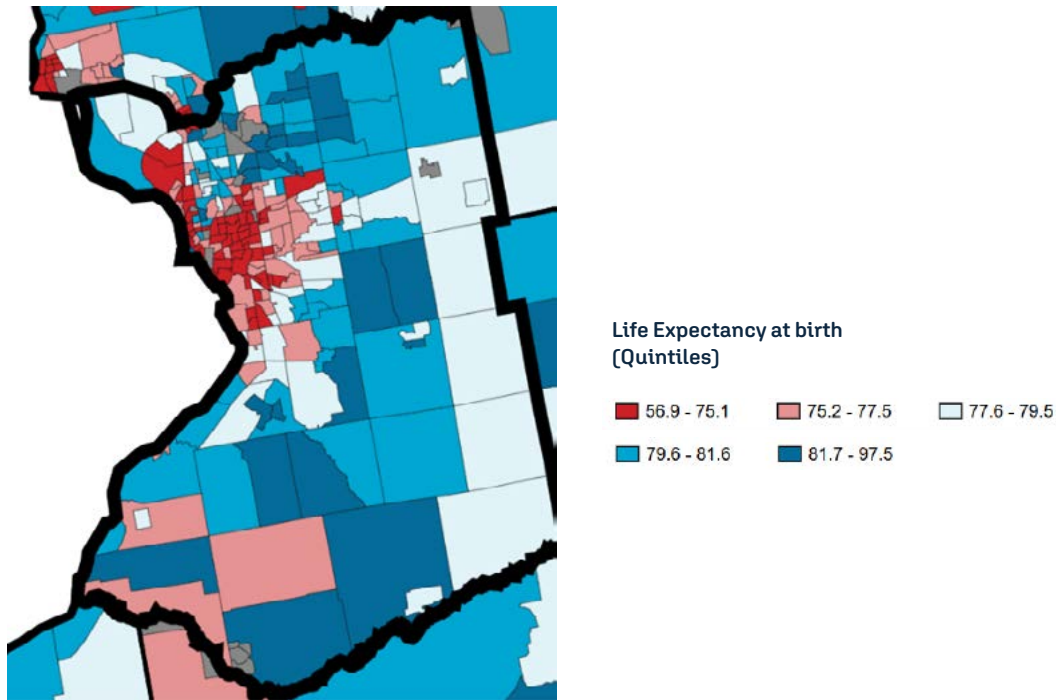 Life Expectancy at birth
(Quintiles)
56.9 - 75.1 75.2 - 77.5 77.6 - 79.5
79.6 - 81.6 81.7 - 97.5